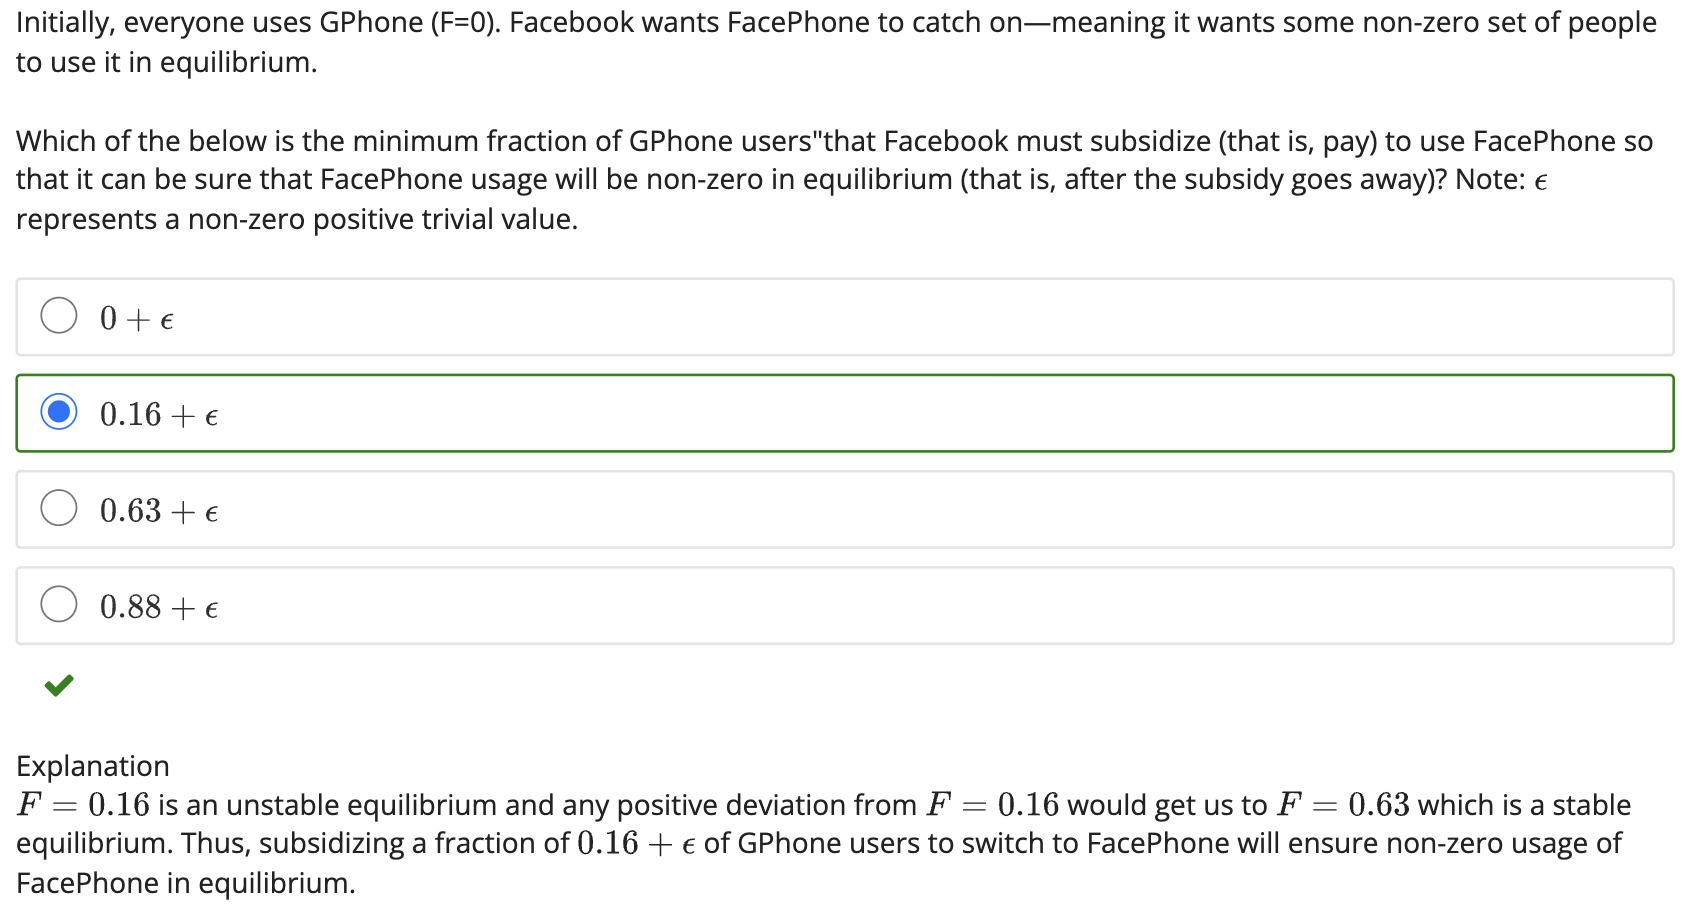 Initially, everyone uses GPhone (F=0). Facebook wants FacePhone to catch on—meaning it wants some non-zero set of people
to use it in equilibrium.
Which of the below is the minimum fraction of GPhone users"that Facebook must subsidize (that is, pay) to use FacePhone so
that it can be sure that FacePhone usage will be non-zero in equilibrium (that is, after the subsidy goes away)? Note: ϵ
represents a non-zero positive trivial value.
0 + ϵ
0.16 + ϵ
0.63 + ϵ
0.88 + ϵ
Explanation
F = 0.16 is an unstable equilibrium and any positive deviation from F = 0.16 would get us to F = 0.63 which is a stable
equilibrium. Thus, subsidizing a fraction of 0.16 + ϵ of GPhone users to switch to FacePhone will ensure non-zero usage of
FacePhone in equilibrium.